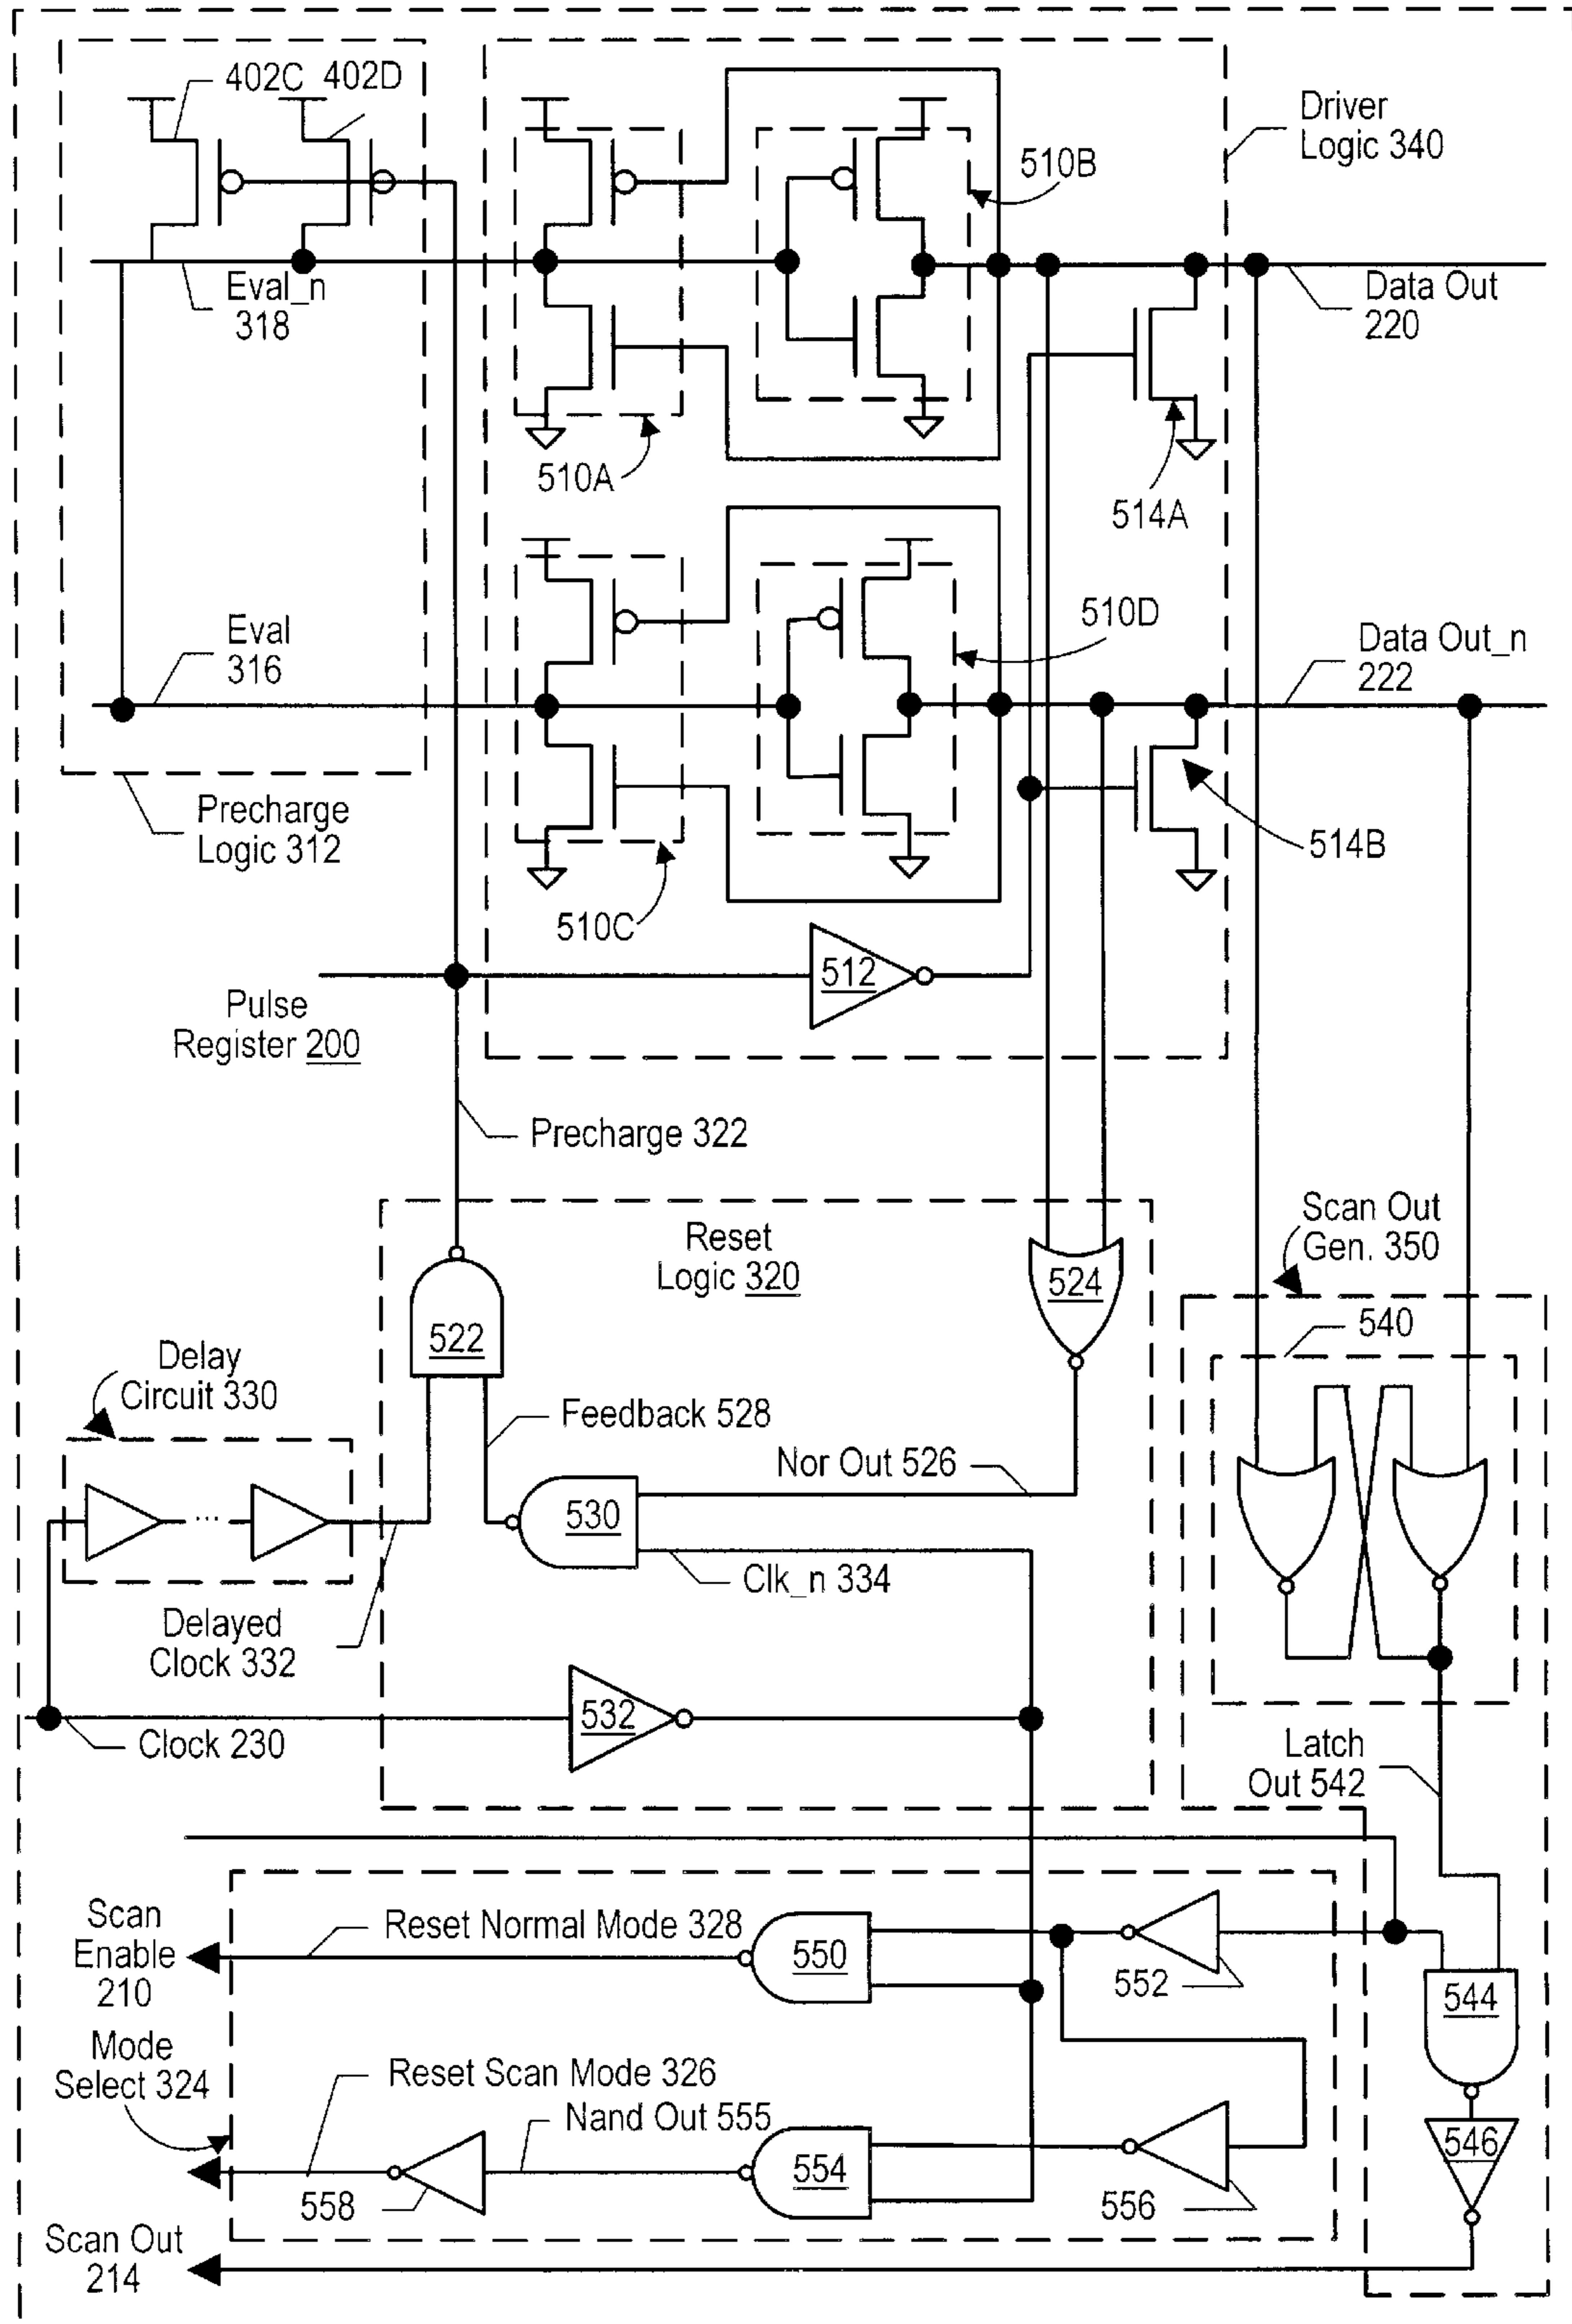 402C 402D
Driver
Logic 340
510B
Eval_n
318
Data Out
220
510A
514A
Eval
316
510D
Data Out_n
222
Precharge
Logic 312
514B
510C
512
Pulse
Register 200
Precharge 322
Reset
Logic 320
524
Scan Out
Gen. 350
522
540
Delay
Circuit 330
Feedback 528
Nor Out 526
530
Clk_n 334
Delayed
Clock 332
532
Clock 230
Latch
Out 542
Scan
Enable
210
Reset Normal Mode 328
550
552
544
Mode
Select 324
Reset Scan Mode 326
Nand Out 555
554
546
558
556
Scan Out
214